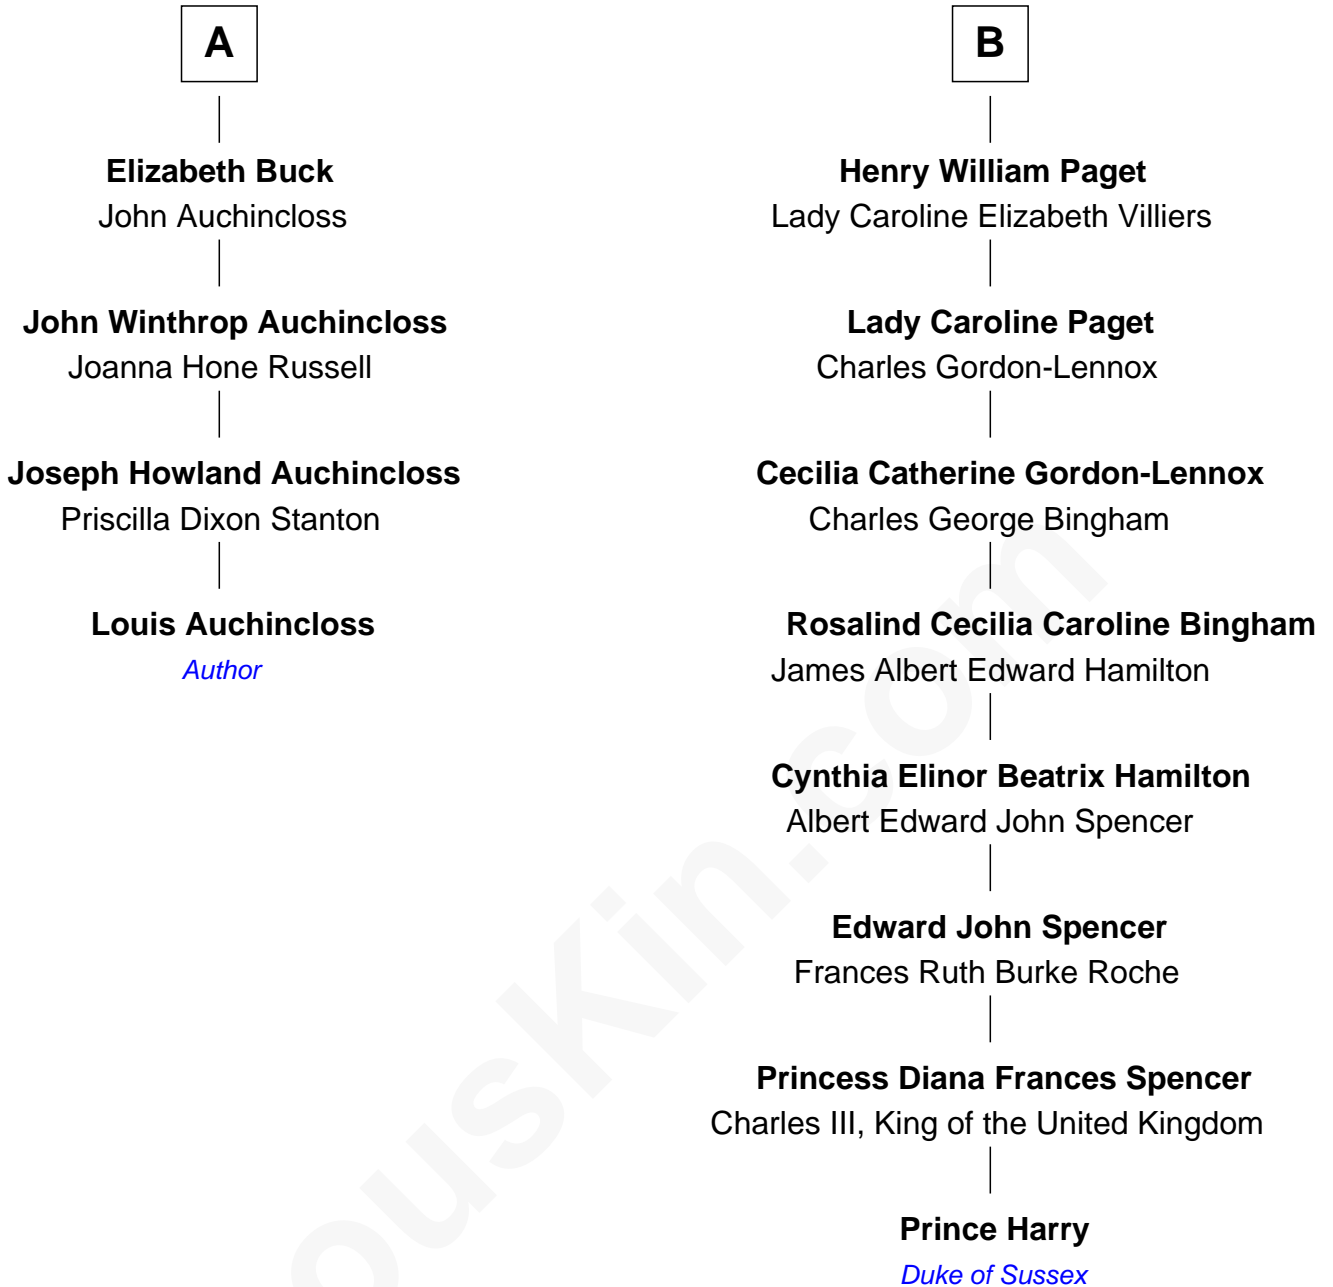 A
Elizabeth Buck
John Auchincloss
John Winthrop Auchincloss
Joanna Hone Russell
Joseph Howland Auchincloss
Priscilla Dixon Stanton
Louis Auchincloss
Author
B
Henry William Paget
Lady Caroline Elizabeth Villiers
Lady Caroline Paget
Charles Gordon-Lennox
Cecilia Catherine Gordon-Lennox
Charles George Bingham
Rosalind Cecilia Caroline Bingham
James Albert Edward Hamilton
Cynthia Elinor Beatrix Hamilton
Albert Edward John Spencer
Edward John Spencer
Frances Ruth Burke Roche
Princess Diana Frances Spencer
Charles III, King of the United Kingdom
Prince Harry
Duke of Sussex
ousKin.com